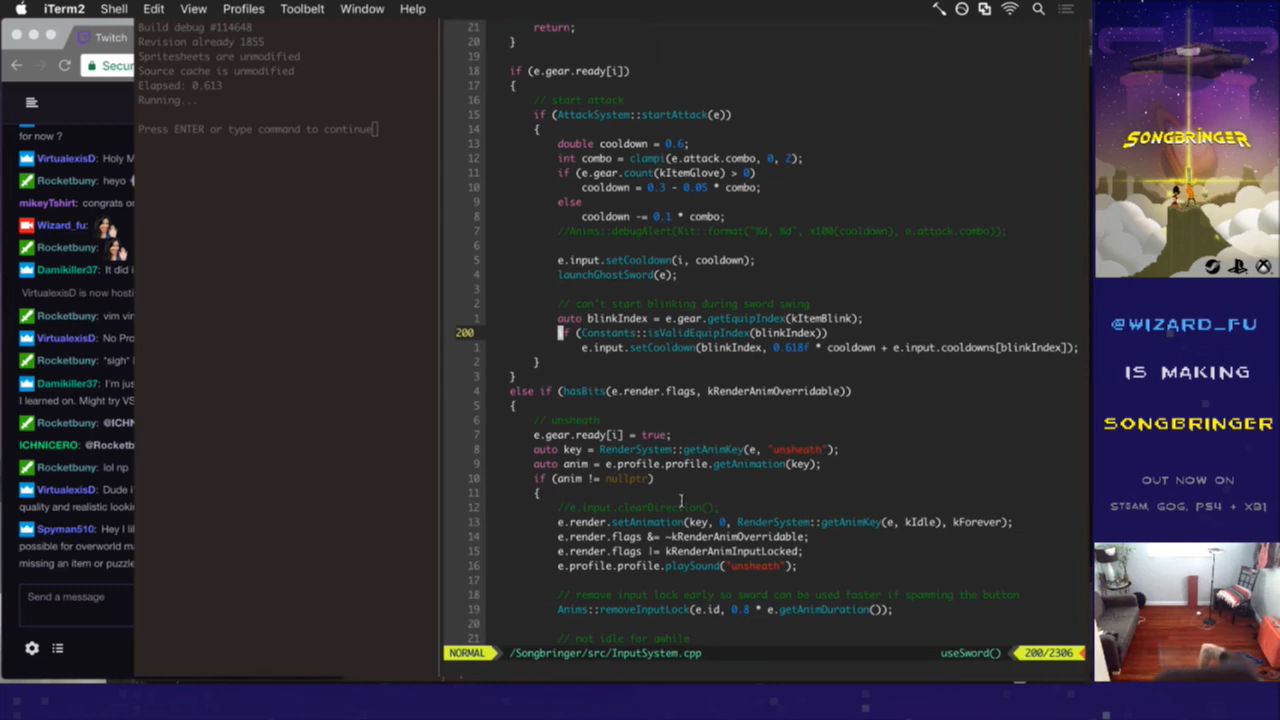 iTerm2 Shell Edit View Profiles Toolbelt Window Help
Twitch
Secur
for now ?
VirtualexisD: Holy M
Rocketbuny: heyo
mikeyTshirt: congrats on
Wizard_fu:
Rocketbuny:
Damikiller37: It did i
VirtualexisD is now hosti
Rocketbuny: vim vir
VirtualexisD: No Pro
Rocketbuny: *sigh*
Damikiller37: I'm jus
I learned on. Might try VS
Rocketbuny: @ICHN
ICHNICERO: @Rocketb
Rocketbuny: lol np
VirtualexisD: Dude i
quality and realistic lookin
Spyman510: Hey I lik
possible for overworld ma
missing an item or puzzle
Send a message
Build debug #114648
Revision already 1855
Spritesheets are unmodified
Source cache is unmodified
Elapsed: 0.613
Running...
Press ENTER or type command to continue
21 return;
20 }
19
18 if (e.gear.ready[i])
17 {
16 // start attack
15 if (AttackSystem::startAttack(e))
14 {
13 double cooldown = 0.6;
12 int combo = clampi(e.attack.combo, 0, 2);
11 if (e.gear.count(kItemGlove) > 0)
10 cooldown = 0.3 - 0.05 * combo;
9 else
8 cooldown -= 0.1 * combo;
7 //Anims::debugAlert(Kit::format("%d, %d", x100(cooldown), e.attack.combo));
6
5 e.input.setCooldown(i, cooldown);
4 launchGhostSword(e);
3
2 // can't start blinking during sword swing
1 auto blinkIndex = e.gear.getEquipIndex(kItemBlink);
200 if (Constants::isValidEquipIndex(blinkIndex))
1 e.input.setCooldown(blinkIndex, 0.618f * cooldown + e.input.cooldowns[blinkIndex]);
2 }
3 }
4 else if (hasBits(e.render.flags, kRenderAnimOverridable))
5 {
6 // unsheath
7 e.gear.ready[i] = true;
8 auto key = RenderSystem::getAnimKey(e, "unsheath");
9 auto anim = e.profile.profile.getAnimation(key);
10 if (anim != nullptr)
11 {
12 //e.input.clearDirection();
13 e.render.setAnimation(key, 0, RenderSystem::getAnimKey(e, kIdle), kForever);
14 e.render.flags &= ~kRenderAnimOverridable;
15 e.render.flags |= kRenderAnimInputLocked;
16 e.profile.profile.playSound("unsheath");
17
18 // remove input lock early so sword can be used faster if spamming the button
19 Anims::removeInputLock(e.id, 0.8 * e.getAnimDuration());
20
21 // not idle for awhile
NORMAL /Songbringer/src/InputSystem.cpp useSword() 200/2306
SONGBRINGER
@WIZARD_FU
IS MAKING
SONGBRINGER
OUT NOW ON
STEAM, GOG, PS4 + XB1